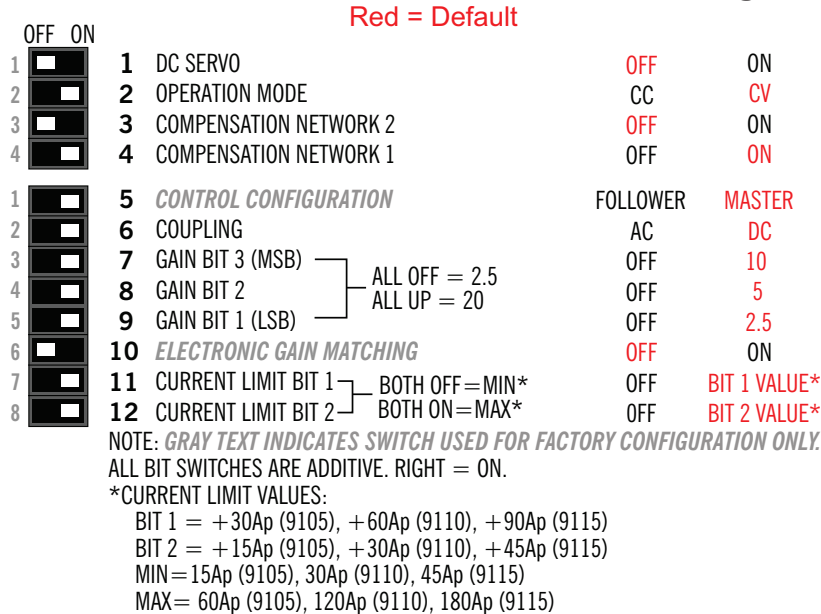 Red = Default
OFF ON
1 1 DC SERVO OFF ON
2 2 OPERATION MODE CC CV
3 3 COMPENSATION NETWORK 2 OFF ON
4 4 COMPENSATION NETWORK 1 OFF ON
1 5 CONTROL CONFIGURATION FOLLOWER MASTER
2 6 COUPLING AC DC
3 7 GAIN BIT 3 (MSB) OFF 10
ALL OFF = 2.5
4 8 GAIN BIT 2 OFF 5
ALL UP = 20
5 9 GAIN BIT 1 (LSB) OFF 2.5
6 10 ELECTRONIC GAIN MATCHING OFF ON
7 11 CURRENT LIMIT BIT 1 BOTH OFF=MIN* OFF BIT 1 VALUE*
8 12 CURRENT LIMIT BIT 2 BOTH ON=MAX* OFF BIT 2 VALUE*
NOTE: GRAY TEXT INDICATES SWITCH USED FOR FACTORY CONFIGURATION ONLY.
ALL BIT SWITCHES ARE ADDITIVE. RIGHT = ON.
*CURRENT LIMIT VALUES:
BIT 1 = +30Ap (9105), +60Ap (9110), +90Ap (9115)
BIT 2 = +15Ap (9105), +30Ap (9110), +45Ap (9115)
MIN=15Ap (9105), 30Ap (9110), 45Ap (9115)
MAX= 60Ap (9105), 120Ap (9110), 180Ap (9115)